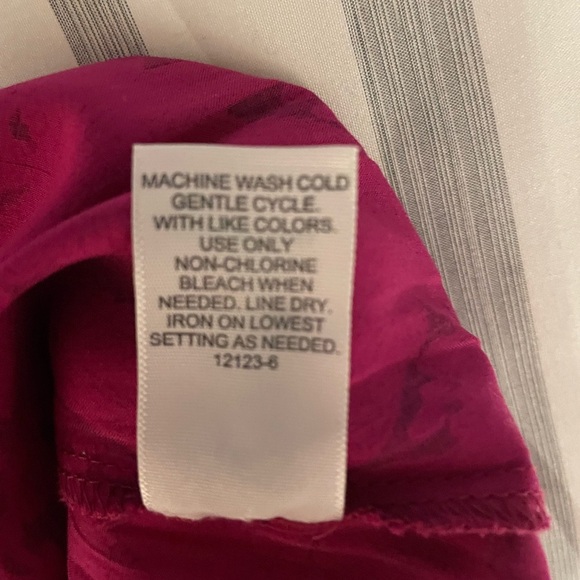 MACHINE WASH COLD
GENTLE CYCLE.
WITH LIKE COLORS.
USE ONLY
NON-CHLORINE
BLEACH WHEN
NEEDED. LINE DRY.
IRON ON LOWEST
SETTING AS NEEDED.
12123-6